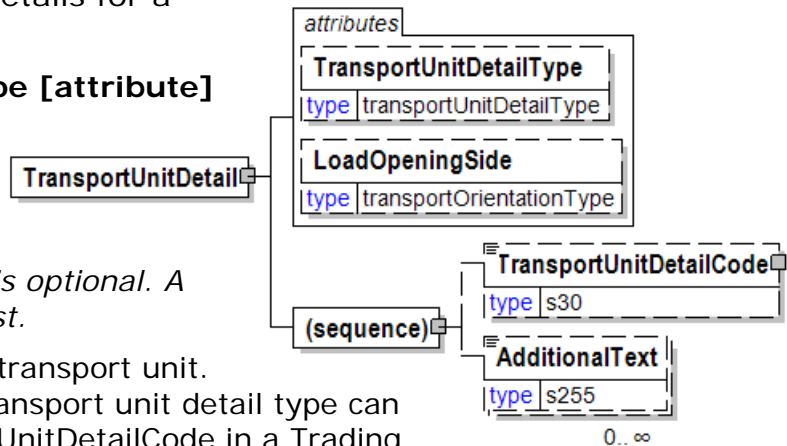 etails for a
pe [attribute]
is optional. A
st.
transport unit.
ansport unit detail type can
UnitDetailCode in a Trading
TransportUnitDetail
attributes
TransportUnitDetailType
type transportUnitDetailType
LoadOpeningSide
type transportOrientationType
(sequence)
TransportUnitDetailCode
type s30
AdditionalText
type s255
0..∞